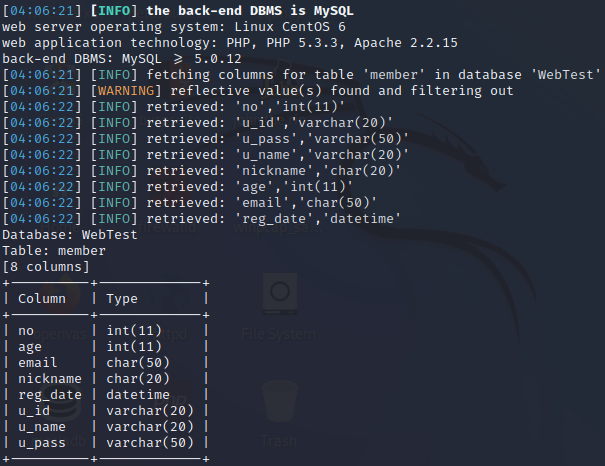 [04:06:21] [INFO] the back-end DBMS is MySQL
web server operating system: Linux CentOS 6
web application technology: PHP, PHP 5.3.3, Apache 2.2.15
back-end DBMS: MySQL ⩾ 5.0.12
[04:06:21] [INFO] fetching columns for table 'member' in database 'WebTest'
[04:06:21] [WARNING] reflective value(s) found and filtering out
[04:06:22] [INFO] retrieved: 'no','int(11)'
[04:06:22] [INFO] retrieved: 'u_id','varchar(20)'
[04:06:22] [INFO] retrieved: 'u_pass','varchar(50)'
[04:06:22] [INFO] retrieved: 'u_name','varchar(20)'
[04:06:22] [INFO] retrieved: 'nickname','char(20)'
[04:06:22] [INFO] retrieved: 'age','int(11)'
[04:06:22] [INFO] retrieved: 'email','char(50)'
[04:06:22] [INFO] retrieved: 'reg_date','datetime'
Database: WebTest
Table: member
[8 columns]
+----------+-------------+
| Column | Type |
+----------+-------------+
| no | int(11) |
| age | int(11) |
| email | char(50) |
| nickname | char(20) |
| reg_date | datetime |
| u_id | varchar(20) |
| u_name | varchar(20) |
| u_pass | varchar(50) |
+----------+-------------+
File System
Trash